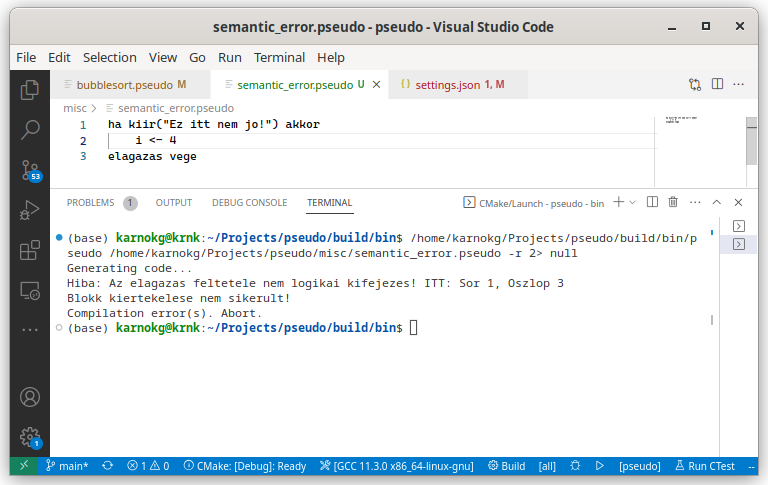 semantic_error.pseudo - pseudo - Visual Studio Code
File Edit Selection View Go Run Terminal Help
bubblesort.pseudo M semantic_error.pseudo U settings.json 1, M
misc > semantic_error.pseudo
1 ha kiir("Ez itt nem jo!") akkor
2 i <- 4
3 elagazas vege
PROBLEMS 1 OUTPUT DEBUG CONSOLE TERMINAL CMake/Launch - pseudo - bin
(base) karnokg@krnk:~/Projects/pseudo/build/bin$ /home/karnokg/Projects/pseudo/build/bin/p
seudo /home/karnokg/Projects/pseudo/misc/semantic_error.pseudo -r 2> null
Generating code...
Hiba: Az elagazas feltetele nem logikai kifejezes! ITT: Sor 1, Oszlop 3
Blokk kiertekelese nem sikerult!
Compilation error(s). Abort.
(base) karnokg@krnk:~/Projects/pseudo/build/bin$
53
1
main* 1 0 CMake: [Debug]: Ready [GCC 11.3.0 x86_64-linux-gnu] Build [all] [pseudo] Run CTest --